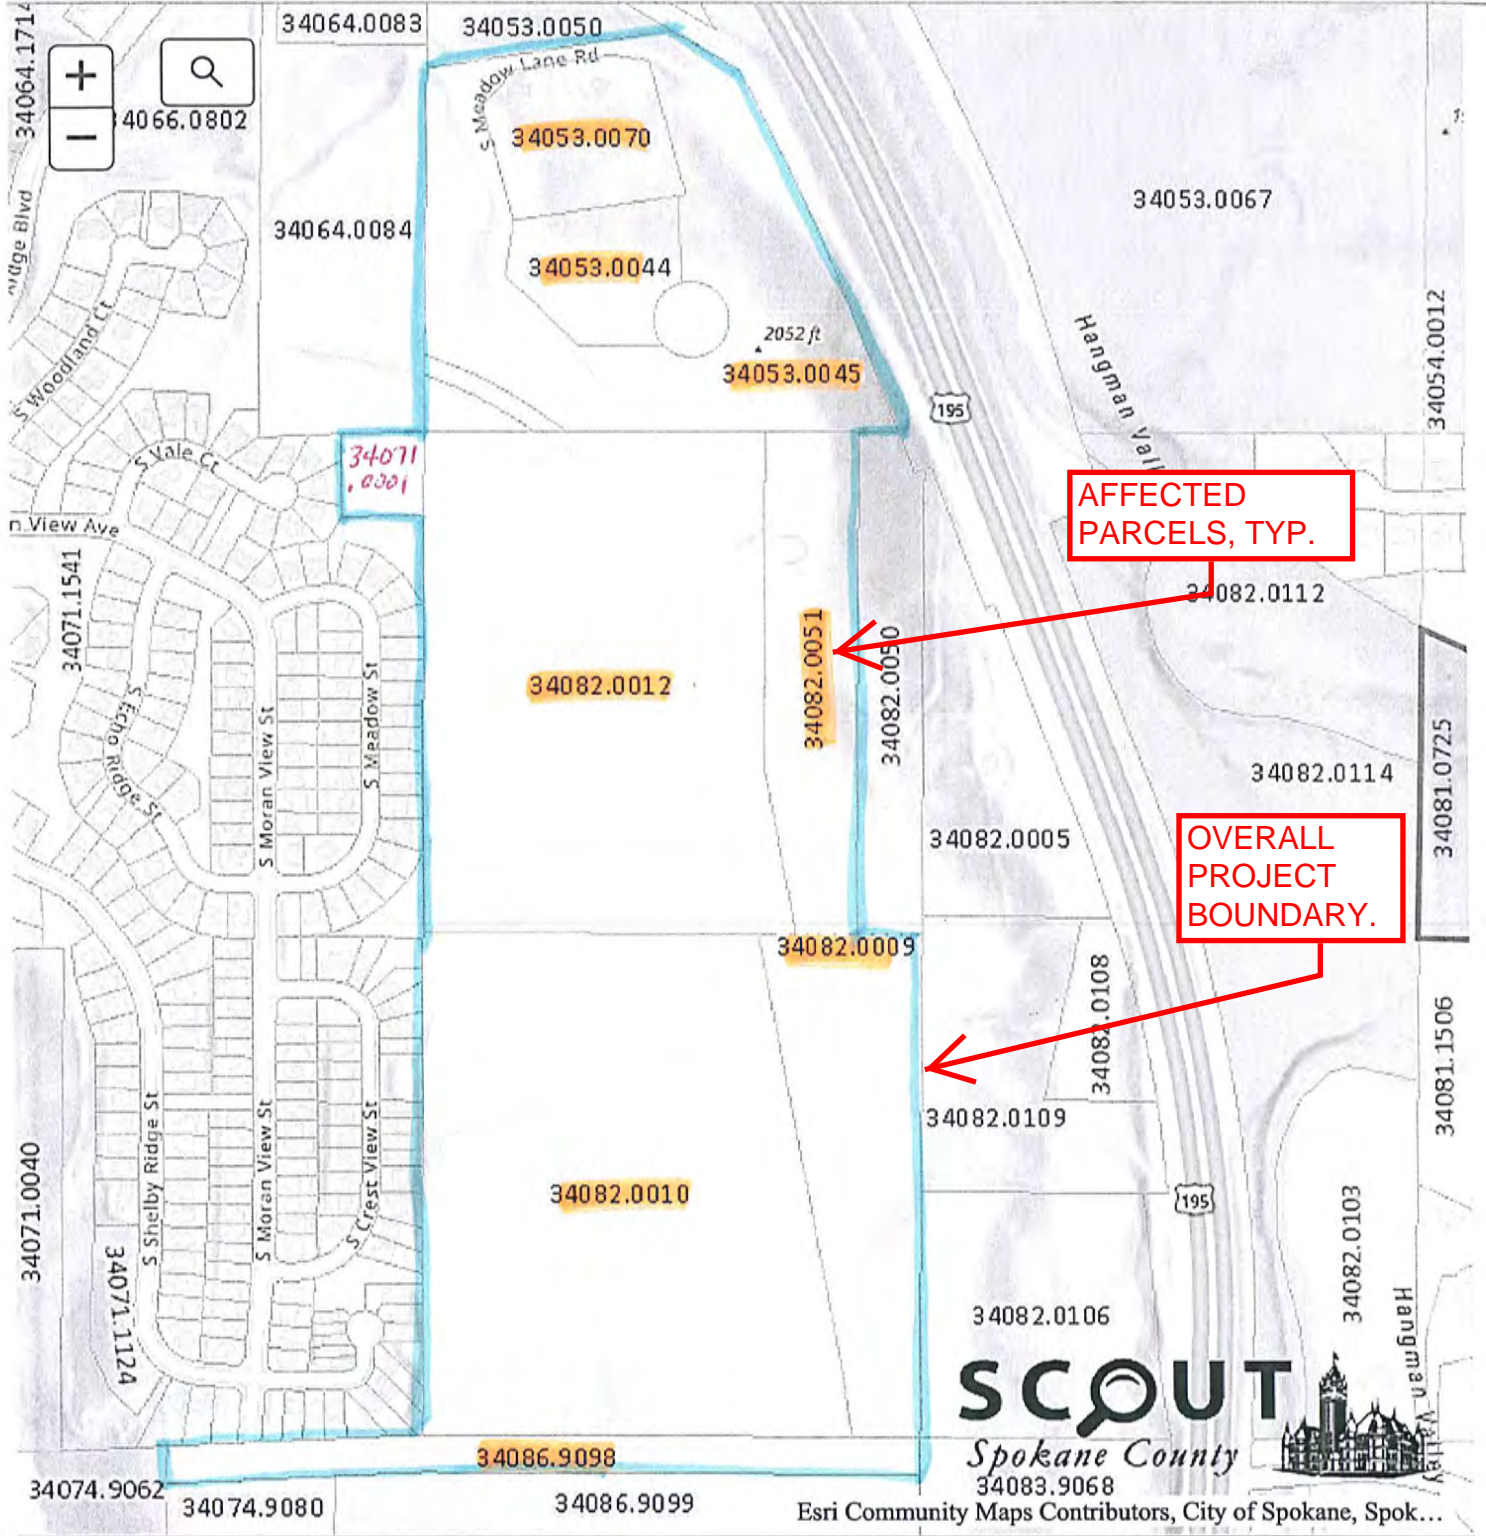 34064.1714
34064.0083
34053.0050
+
−
34066.0802
S Meadow Lane Rd
34053.0070
34053.0067
34064.0084
34053.0044
2052 ft
34053.0045
34054.0012
Hangman Vall
195
S Woodland Ct
S Vale Ct
34071
.0001
AFFECTED
PARCELS, TYP.
n View Ave
34071.1541
34082.0112
34082.0051
34082.0050
34082.0012
S Meadow St
S Moran View St
S Echo Ridge St
34082.0114
34081.0725
34082.0005
OVERALL
PROJECT
BOUNDARY.
34082.0009
34082.0108
34081.1506
34082.0109
34071.0040
S Shelby Ridge St
S Moran View St
S Crest View St
34082.0010
195
34071.1124
34082.0103
Hangman Valley
34082.0106
SCOUT
Spokane County
34086.9098
34074.9062
34074.9080
34086.9099
34083.9068
Esri Community Maps Contributors, City of Spokane, Spok...